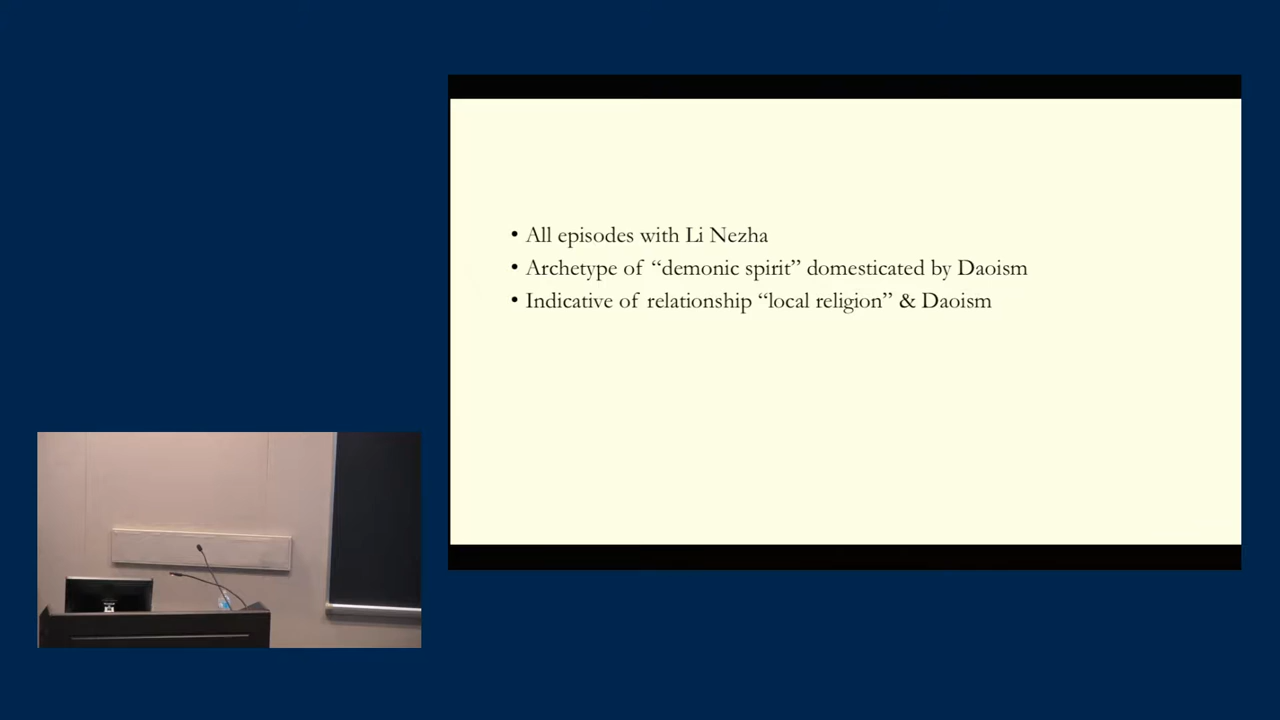 • All episodes with Li Nezha
• Archetype of “demonic spirit” domesticated by Daoism
• Indicative of relationship “local religion” & Daoism